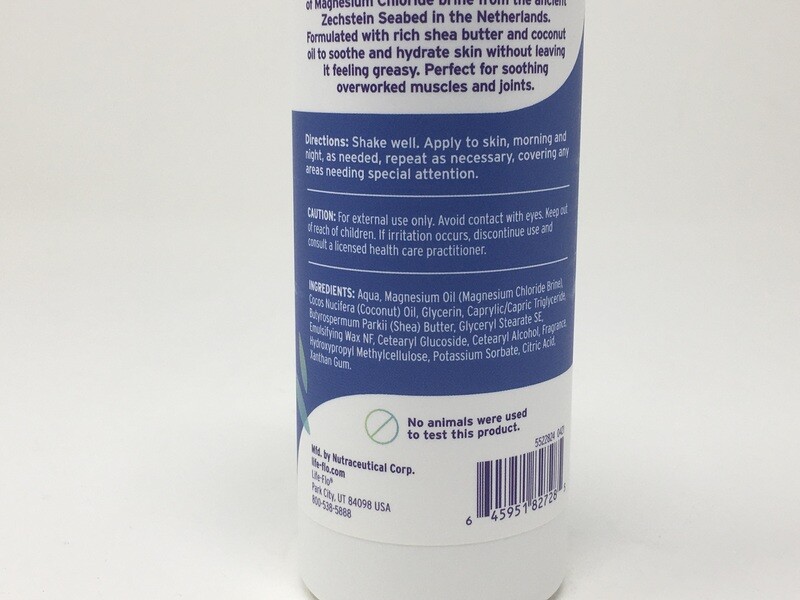 of Magnesium Chloride brine from the ancient
Zechstein Seabed in the Netherlands.
Formulated with rich shea butter and coconut
oil to soothe and hydrate skin without leaving
it feeling greasy. Perfect for soothing
overworked muscles and joints.
Directions: Shake well. Apply to skin, morning and
night, as needed, repeat as necessary, covering any
areas needing special attention.
CAUTION: For external use only. Avoid contact with eyes. Keep out
of reach of children. If irritation occurs, discontinue use and
consult a licensed health care practitioner.
INGREDIENTS: Aqua, Magnesium Oil (Magnesium Chloride Brine),
Cocos Nucifera (Coconut) Oil, Glycerin, Caprylic/Capric Triglyceride,
Butyrospermum Parkii (Shea) Butter, Glyceryl Stearate SE,
Emulsifying Wax NF, Cetearyl Glucoside, Cetearyl Alcohol, Fragrance,
Hydroxypropyl Methylcellulose, Potassium Sorbate, Citric Acid,
Xanthan Gum.
No animals were used
to test this product.
Mfd. by Nutraceutical Corp.
life-flo.com
Life-Flo®
Park City, UT 84098 USA
800-538-5888
5522824 0421
6 45951 82728 9